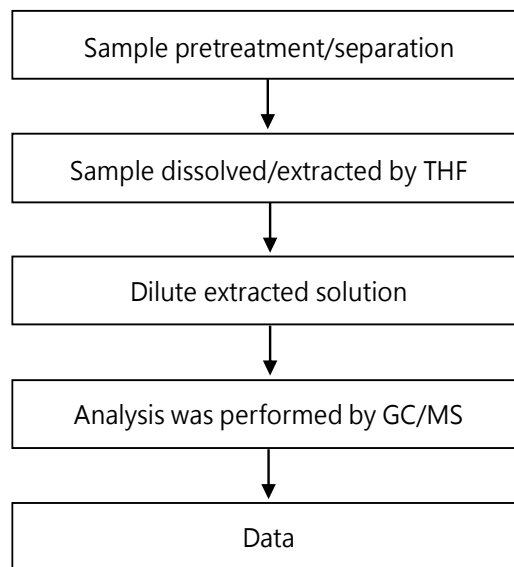 Sample pretreatment/separation
Sample dissolved/extracted by THF
Dilute extracted solution
Analysis was performed by GC/MS
Data